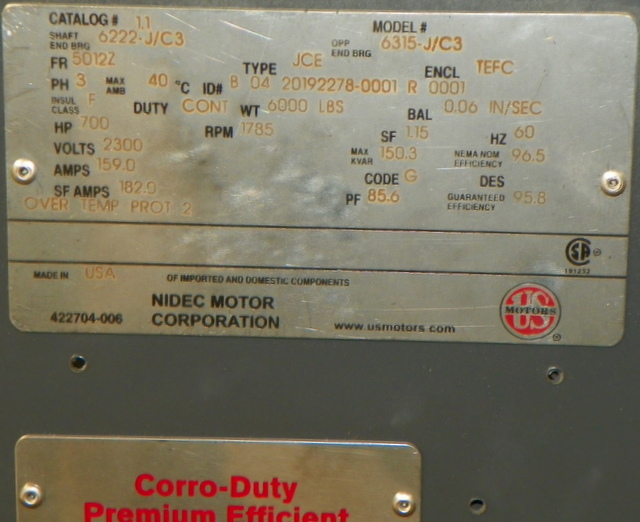 CATALOG # 1.1 MODEL #
SHAFT END BRG 6222-J/C3 OPP END BRG 6315-J/C3
FR 5012Z TYPE JCE ENCL TEFC
PH 3 MAX AMB 40 °C ID# B 04 20192278-0001 R 0001
INSUL CLASS F DUTY CONT WT 6000 LBS BAL 0.06 IN/SEC
HP 700 RPM 1785 SF 1.15 HZ 60
VOLTS 2300 MAX KVAR 150.3 NEMA NOM EFFICIENCY 96.5
AMPS 159.0 CODE G DES
SF AMPS 182.0 PF 85.6 GUARANTEED EFFICIENCY 95.8
OVER TEMP PROT 2
SA ®
191232
MADE IN USA OF IMPORTED AND DOMESTIC COMPONENTS
422704-006 NIDEC MOTOR CORPORATION www.usmotors.com
US MOTORS ®
Corro-Duty
Premium Efficient